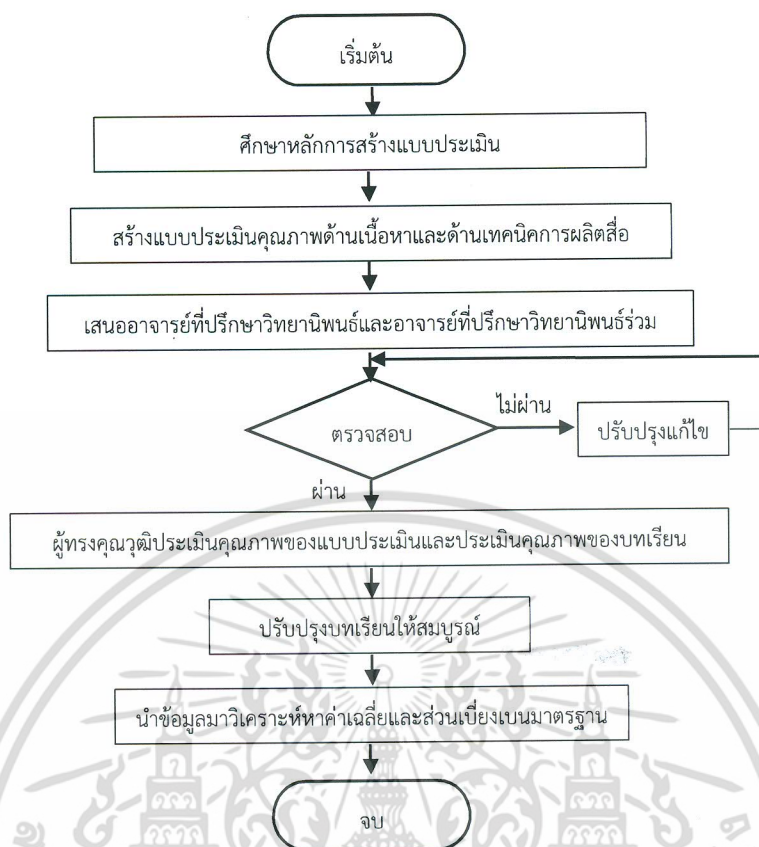 เริ่มต้น
ศึกษาหลักการสร้างแบบประเมิน
สร้างแบบประเมินคุณภาพด้านเนื้อหาและด้านเทคนิคการผลิตสื่อ
เสนออาจารย์ที่ปรึกษาวิทยานิพนธ์และอาจารย์ที่ปรึกษาวิทยานิพนธ์ร่วม
ไม่ผ่าน
ตรวจสอบ
ปรับปรุงแก้ไข
ผ่าน
ผู้ทรงคุณวุฒิประเมินคุณภาพของแบบประเมินและประเมินคุณภาพของบทเรียน
ปรับปรุงบทเรียนให้สมบูรณ์
นำข้อมูลมาวิเคราะห์หาค่าเฉลี่ยและส่วนเบี่ยงเบนมาตรฐาน
จบ